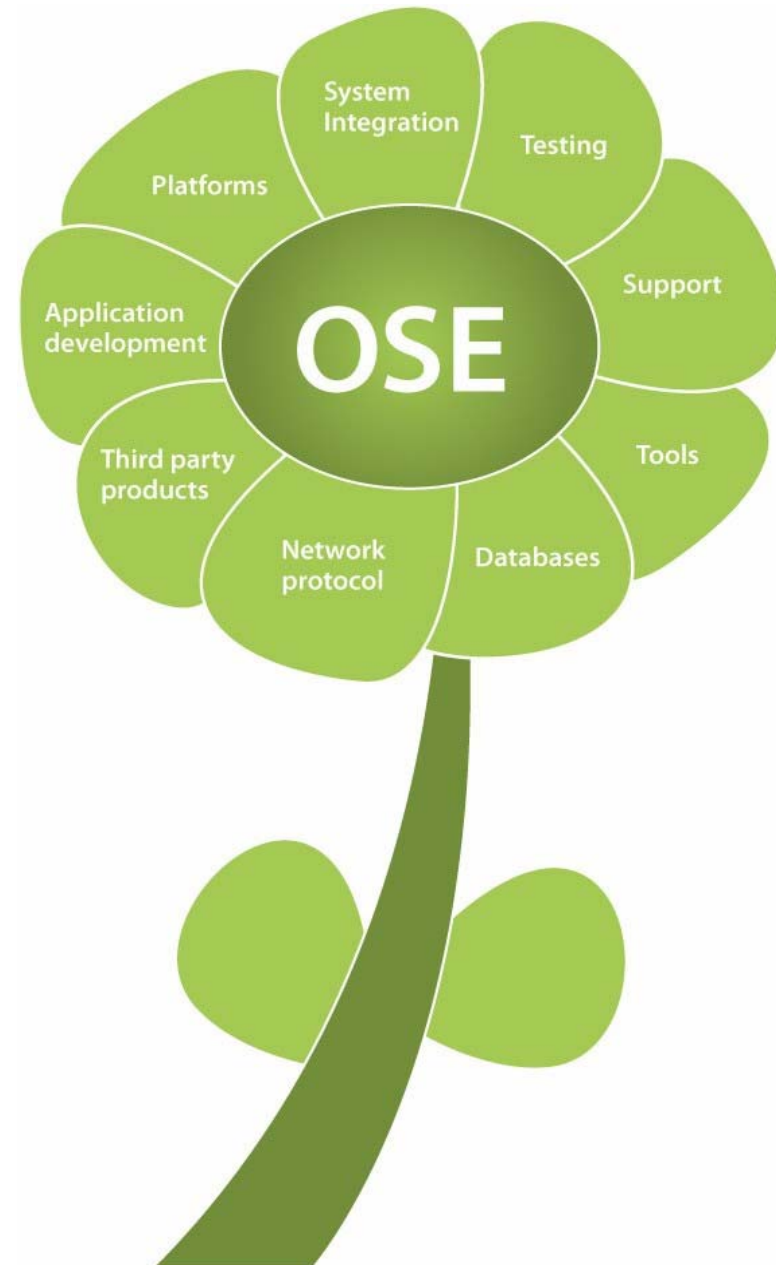 System
Integration
Testing
Platforms
Support
Application
development
OSE
Third party
products
Tools
Network
protocol
Databases